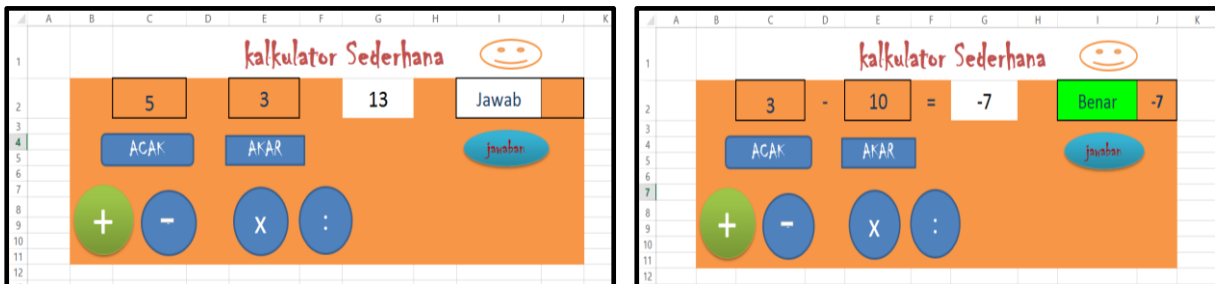 A B C D E F G H I J K
1 kalkulator Sederhana
2 5 3 13 Jawab
3
4 ACAK AKAR jawaban
5
6
7
8 + - x :
9
10
11
12
A B C D E F G H I J K
1 kalkulator Sederhana
2 3 - 10 = -7 Benar -7
3
4 ACAK AKAR jawaban
5
6
7
8 + - x :
9
10
11
12